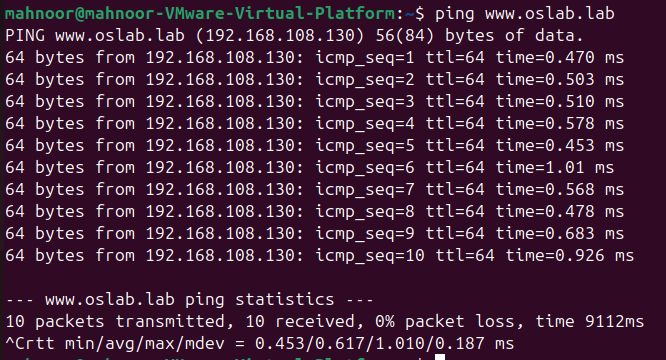 mahnoor@mahnoor-VMware-Virtual-Platform:~$ ping www.oslab.lab
PING www.oslab.lab (192.168.108.130) 56(84) bytes of data.
64 bytes from 192.168.108.130: icmp_seq=1 ttl=64 time=0.470 ms
64 bytes from 192.168.108.130: icmp_seq=2 ttl=64 time=0.503 ms
64 bytes from 192.168.108.130: icmp_seq=3 ttl=64 time=0.510 ms
64 bytes from 192.168.108.130: icmp_seq=4 ttl=64 time=0.578 ms
64 bytes from 192.168.108.130: icmp_seq=5 ttl=64 time=0.453 ms
64 bytes from 192.168.108.130: icmp_seq=6 ttl=64 time=1.01 ms
64 bytes from 192.168.108.130: icmp_seq=7 ttl=64 time=0.568 ms
64 bytes from 192.168.108.130: icmp_seq=8 ttl=64 time=0.478 ms
64 bytes from 192.168.108.130: icmp_seq=9 ttl=64 time=0.683 ms
64 bytes from 192.168.108.130: icmp_seq=10 ttl=64 time=0.926 ms
--- www.oslab.lab ping statistics ---
10 packets transmitted, 10 received, 0% packet loss, time 9112ms
^Crtt min/avg/max/mdev = 0.453/0.617/1.010/0.187 ms